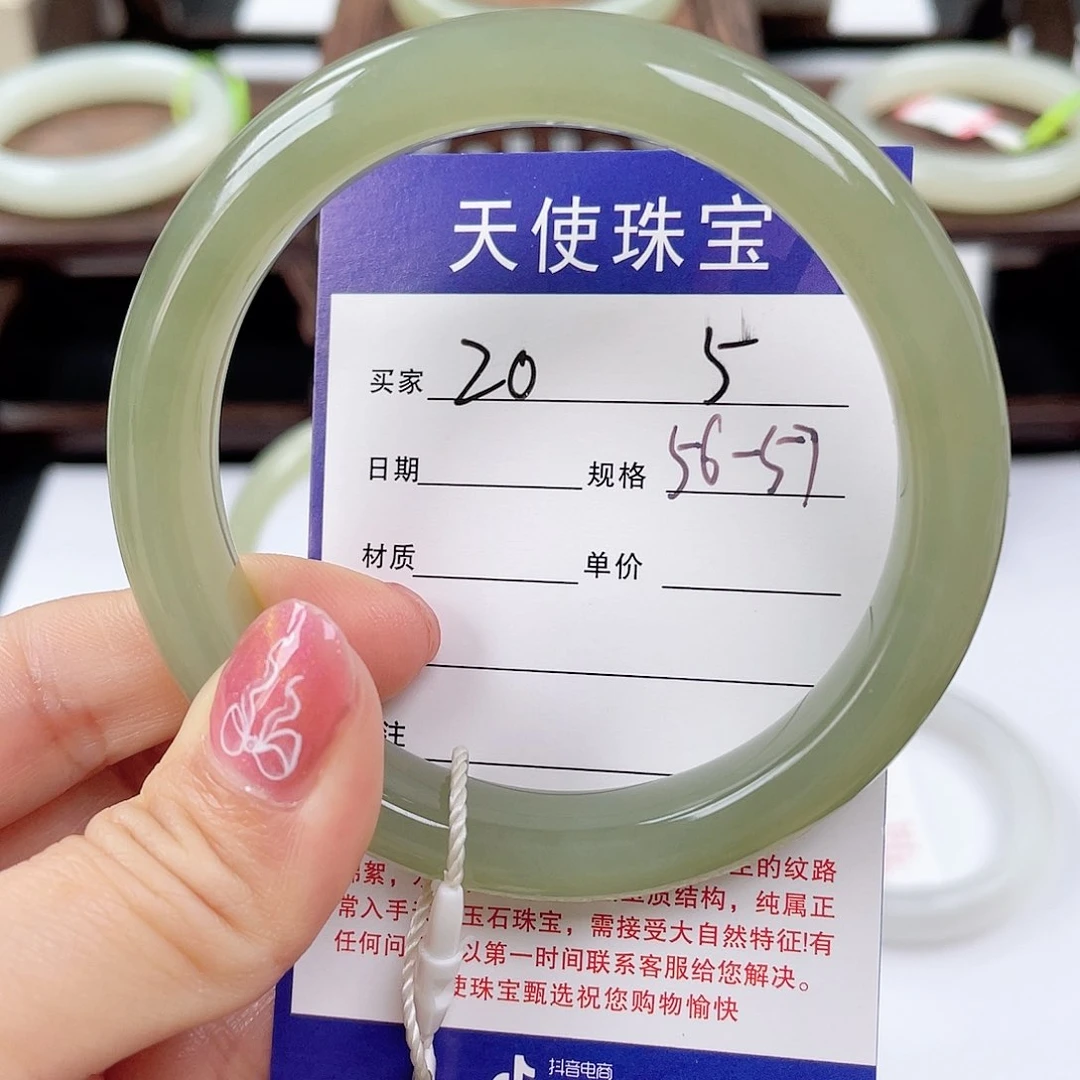 天使珠宝
买家 20 5
日期 规格 56-57
材质 单价
注
絮， 的纹路
质结构，纯属正
常入手 玉石珠宝，需接受大自然特征!有
任何问 以第一时间联系客服给您解决。
使珠宝甄选祝您购物愉快
抖音电商